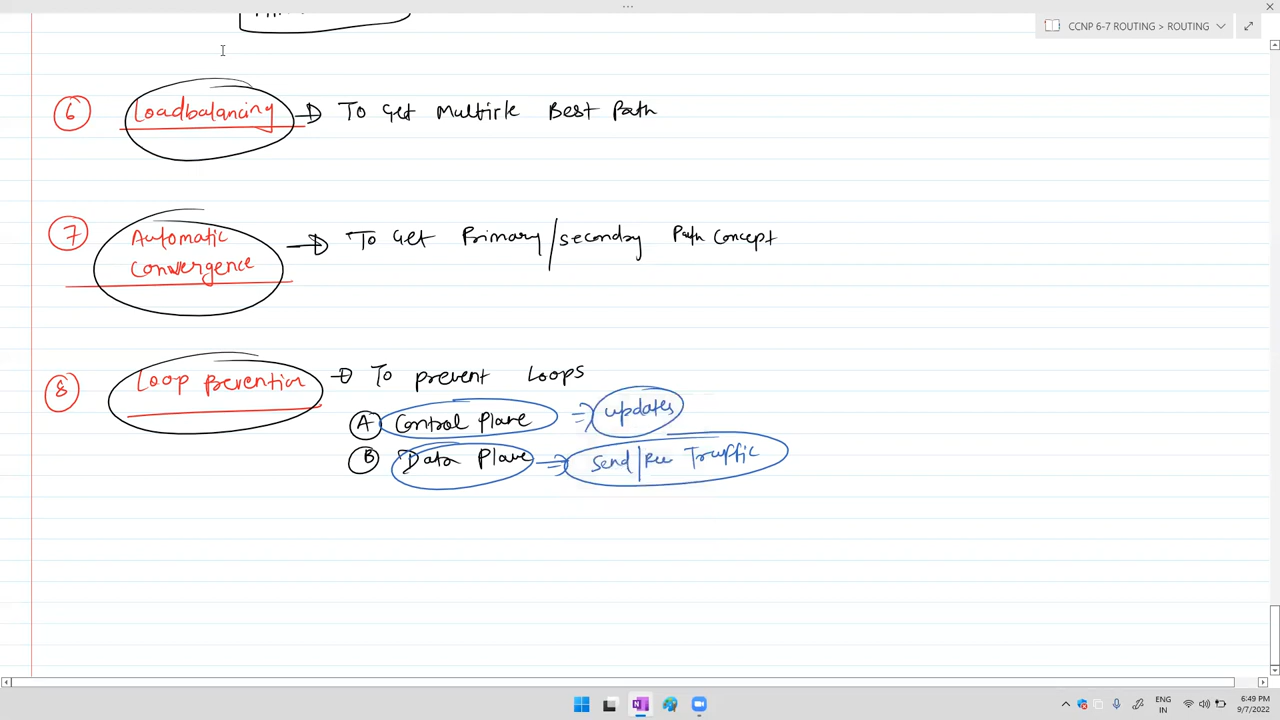 CCNP 6-7 ROUTING > ROUTING
6 Loadbalancing → To Get Multiple Best Path
7 Automatic Convergence → To Get Primary/secondry Path Concept
8 Loop prevention → To prevent Loops
A Control Plane ⇒ updates
B Data Plane ⇒ Send/Rec Traffic
ENG
IN
6:49 PM
9/7/2022